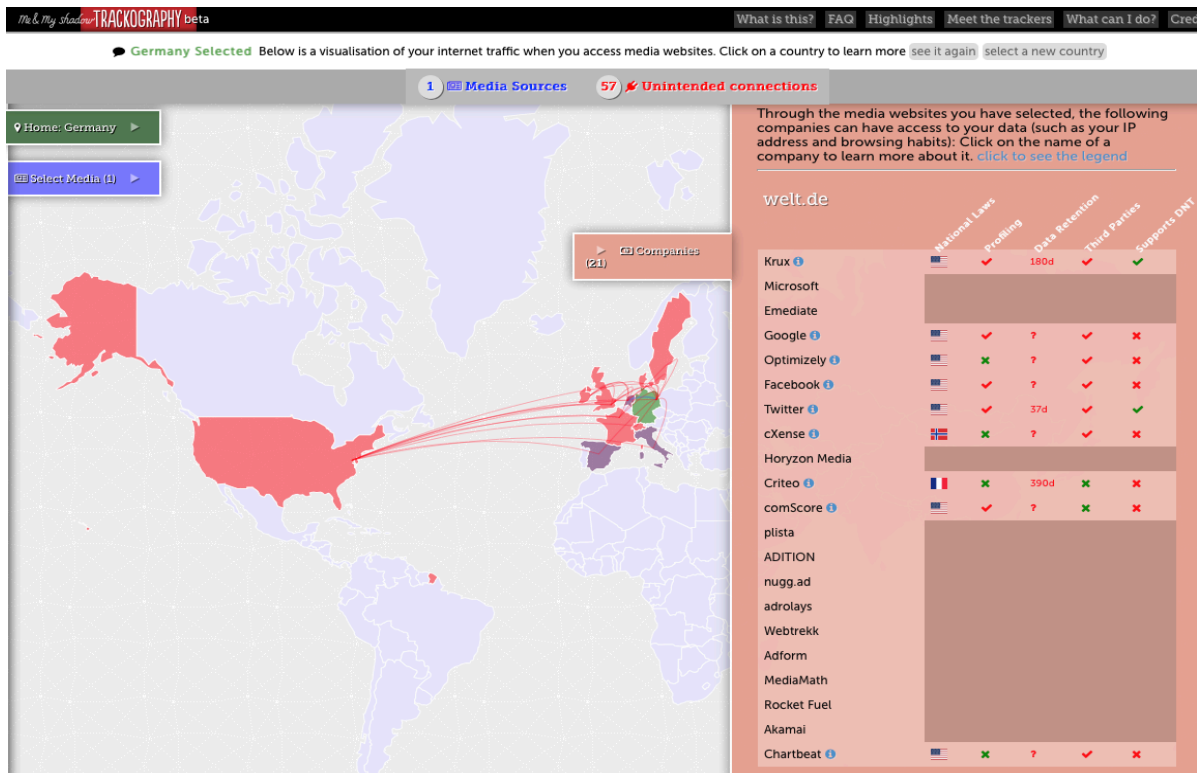 me & my shadow TRACKOGRAPHY beta
What is this? FAQ Highlights Meet the trackers What can I do? Cred
Germany Selected Below is a visualisation of your internet traffic when you access media websites. Click on a country to learn more see it again select a new country
1 Media Sources 57 Unintended connections
Home: Germany
Select Media (1)
Companies
(21)
Through the media websites you have selected, the following
companies can have access to your data (such as your IP
address and browsing habits): Click on the name of a
company to learn more about it. click to see the legend
welt.de
National Laws Profiling Data Retention Third Parties Supports DNT
Krux 180d
Microsoft
Emediate
Google ?
Optimizely ?
Facebook ?
Twitter 37d
cXense ?
Horyzon Media
Criteo 390d
comScore ?
plista
ADITION
nugg.ad
adrolays
Webtrekk
Adform
MediaMath
Rocket Fuel
Akamai
Chartbeat ?